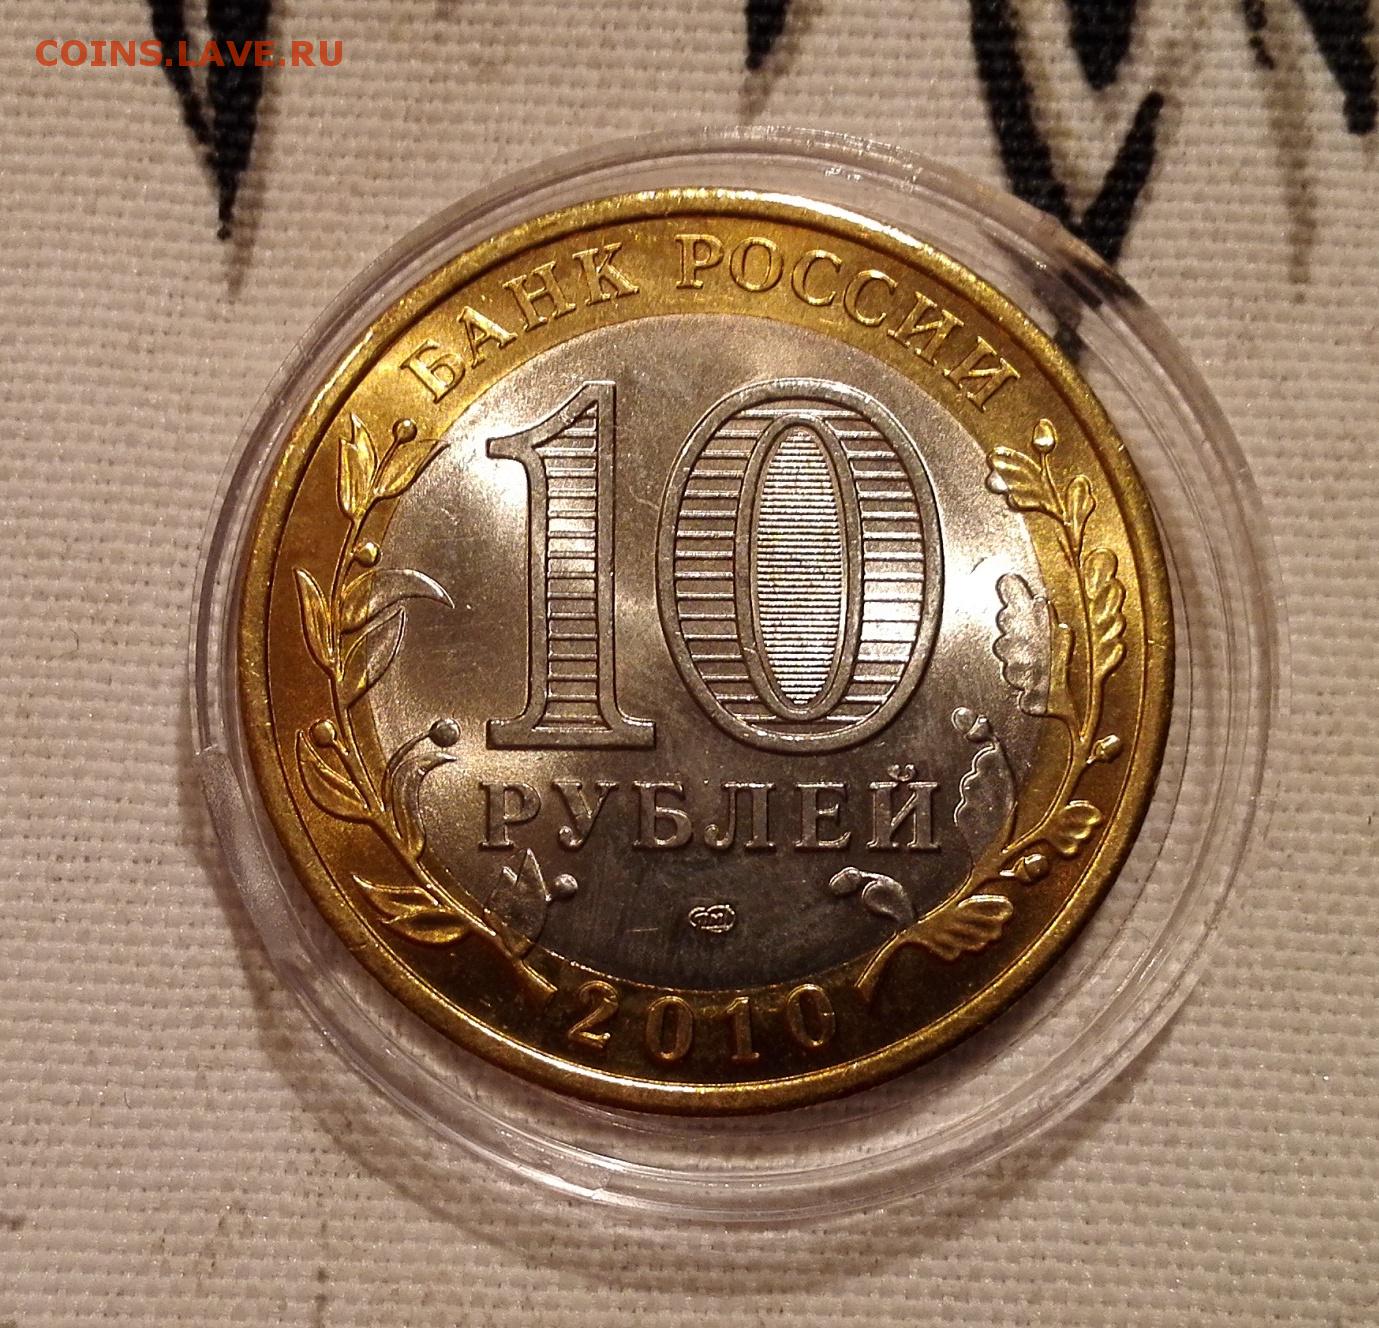 COINS.LAVE.RU
БАНК РОССИИ
10
РУБЛЕЙ
2010